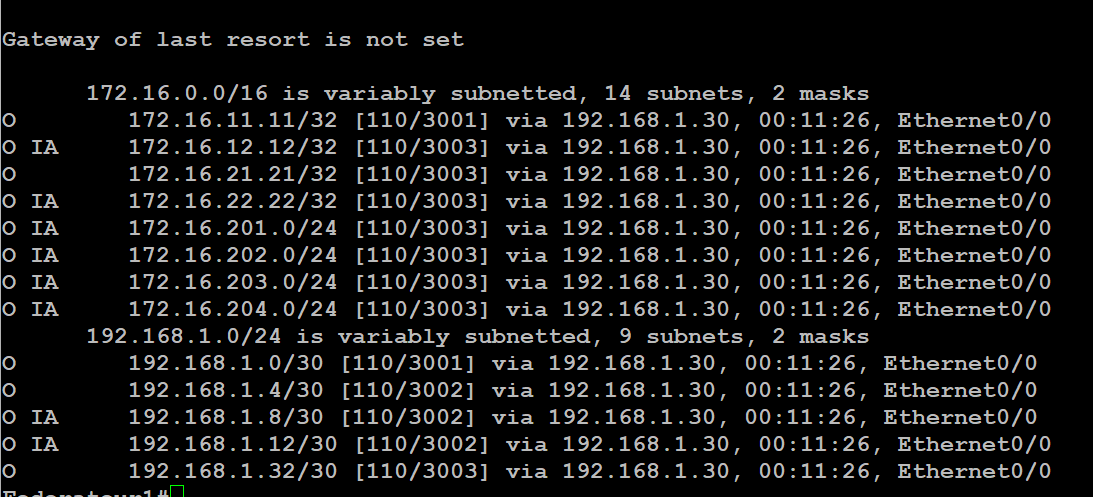 Gateway of last resort is not set
172.16.0.0/16 is variably subnetted, 14 subnets, 2 masks
O 172.16.11.11/32 [110/3001] via 192.168.1.30, 00:11:26, Ethernet0/0
O IA 172.16.12.12/32 [110/3003] via 192.168.1.30, 00:11:26, Ethernet0/0
O 172.16.21.21/32 [110/3003] via 192.168.1.30, 00:11:26, Ethernet0/0
O IA 172.16.22.22/32 [110/3003] via 192.168.1.30, 00:11:26, Ethernet0/0
O IA 172.16.201.0/24 [110/3003] via 192.168.1.30, 00:11:26, Ethernet0/0
O IA 172.16.202.0/24 [110/3003] via 192.168.1.30, 00:11:26, Ethernet0/0
O IA 172.16.203.0/24 [110/3003] via 192.168.1.30, 00:11:26, Ethernet0/0
O IA 172.16.204.0/24 [110/3003] via 192.168.1.30, 00:11:26, Ethernet0/0
192.168.1.0/24 is variably subnetted, 9 subnets, 2 masks
O 192.168.1.0/30 [110/3001] via 192.168.1.30, 00:11:26, Ethernet0/0
O 192.168.1.4/30 [110/3002] via 192.168.1.30, 00:11:26, Ethernet0/0
O IA 192.168.1.8/30 [110/3002] via 192.168.1.30, 00:11:26, Ethernet0/0
O IA 192.168.1.12/30 [110/3002] via 192.168.1.30, 00:11:26, Ethernet0/0
O 192.168.1.32/30 [110/3003] via 192.168.1.30, 00:11:26, Ethernet0/0
Federateur1#